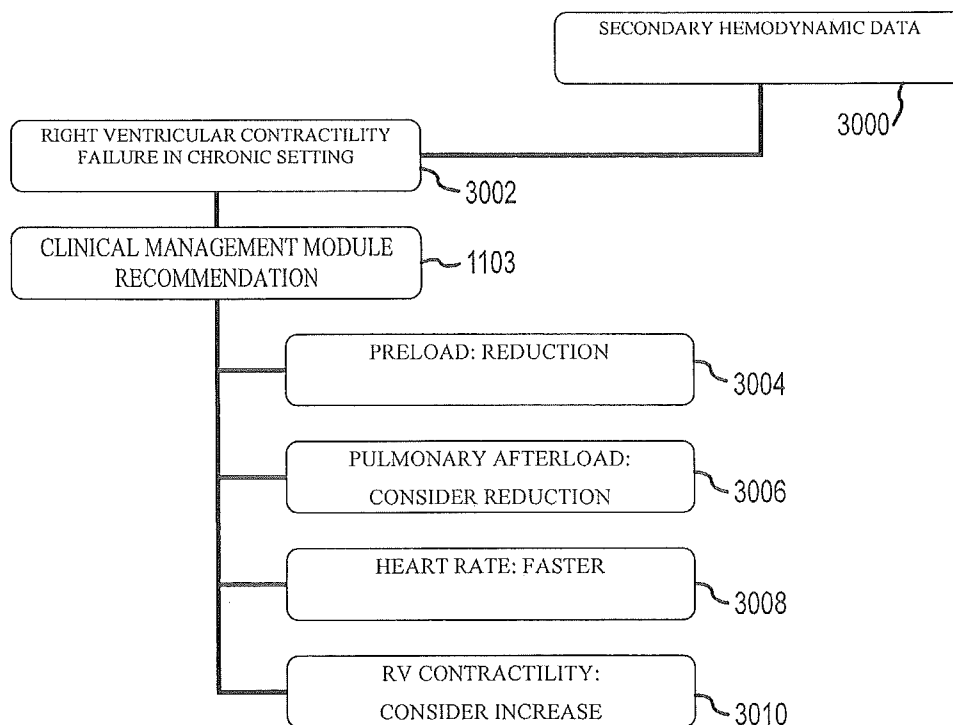 SECONDARY HEMODYNAMIC DATA
3000
RIGHT VENTRICULAR CONTRACTILITY
FAILURE IN CHRONIC SETTING
3002
CLINICAL MANAGEMENT MODULE
RECOMMENDATION
1103
PRELOAD: REDUCTION
3004
PULMONARY AFTERLOAD:
CONSIDER REDUCTION
3006
HEART RATE: FASTER
3008
RV CONTRACTILITY:
CONSIDER INCREASE
3010